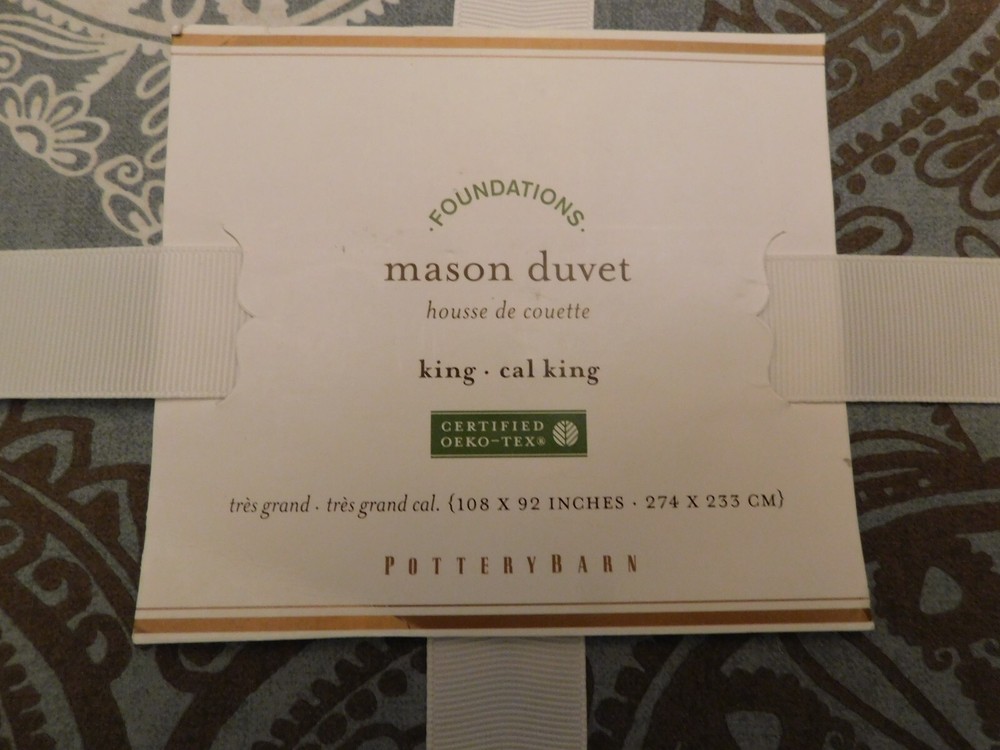 ·FOUNDATIONS·
mason duvet
housse de couette
king · cal king
CERTIFIED
OEKO-TEX®
très grand · très grand cal. {108 X 92 INCHES · 274 X 233 CM}
POTTERYBARN